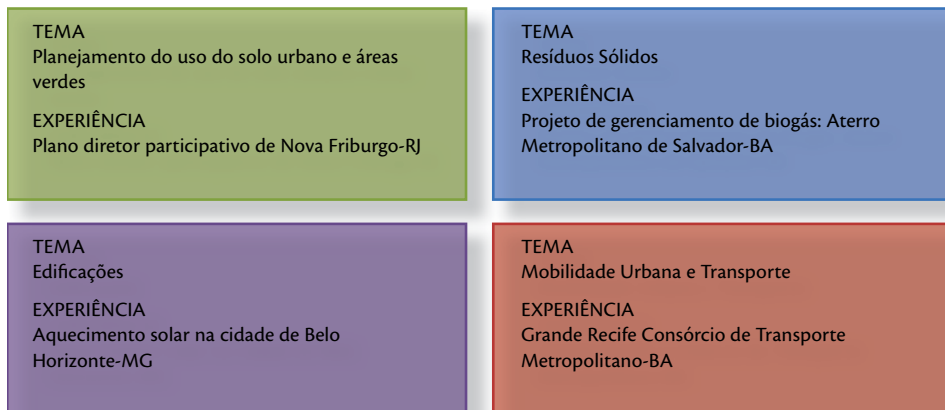 TEMA
Planejamento do uso do solo urbano e áreas
verdes
EXPERIÊNCIA
Plano diretor participativo de Nova Friburgo-RJ
TEMA
Resíduos Sólidos
EXPERIÊNCIA
Projeto de gerenciamento de biogás: Aterro
Metropolitano de Salvador-BA
TEMA
Edificações
EXPERIÊNCIA
Aquecimento solar na cidade de Belo
Horizonte-MG
TEMA
Mobilidade Urbana e Transporte
EXPERIÊNCIA
Grande Recife Consórcio de Transporte
Metropolitano-BA